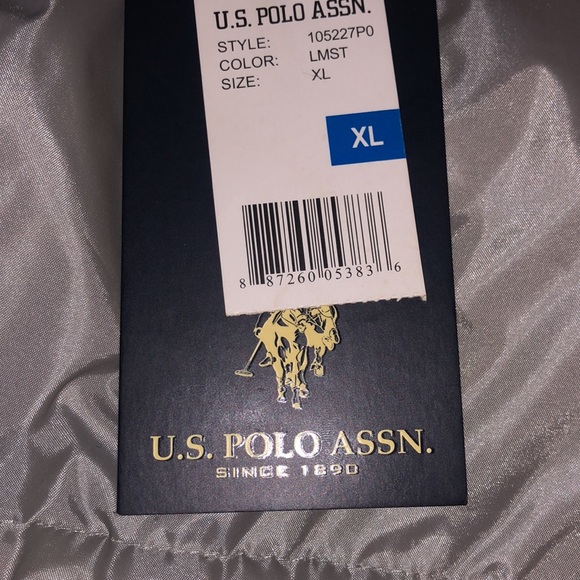 U.S. POLO ASSN.
STYLE: 105227P0
COLOR: LMST
SIZE: XL
XL
8 87260 05383 6
U.S. POLO ASSN.
SINCE 1890